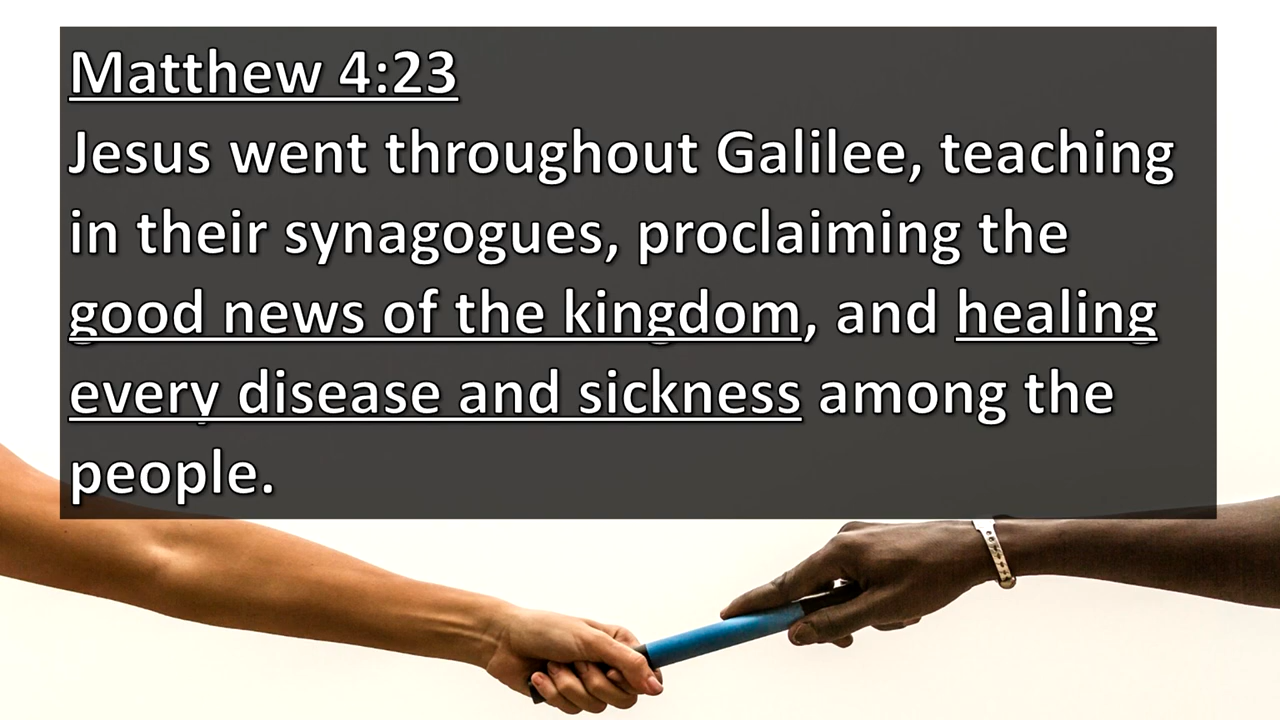 Matthew 4:23
Jesus went throughout Galilee, teaching
in their synagogues, proclaiming the
good news of the kingdom, and healing
every disease and sickness among the
people.